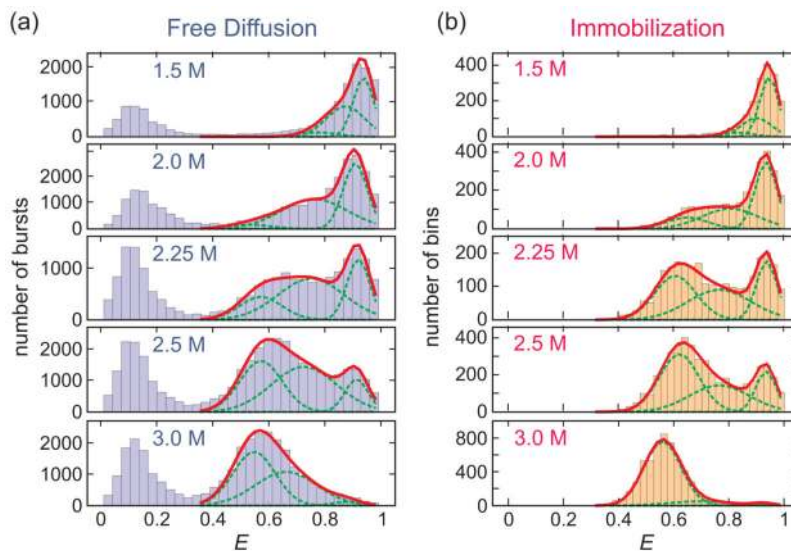 (a) Free Diffusion
number of bursts
1.5 M
2000
1000
0
2.0 M
3000
2000
1000
0
2.25 M
1000
0
2.5 M
2000
1000
0
3.0 M
2000
1000
0
0 0.2 0.4 0.6 0.8 1
E
(b) Immobilization
number of bins
1.5 M
400
200
0
2.0 M
400
200
0
2.25 M
200
100
0
2.5 M
400
200
0
3.0 M
800
400
0
0 0.2 0.4 0.6 0.8 1
E